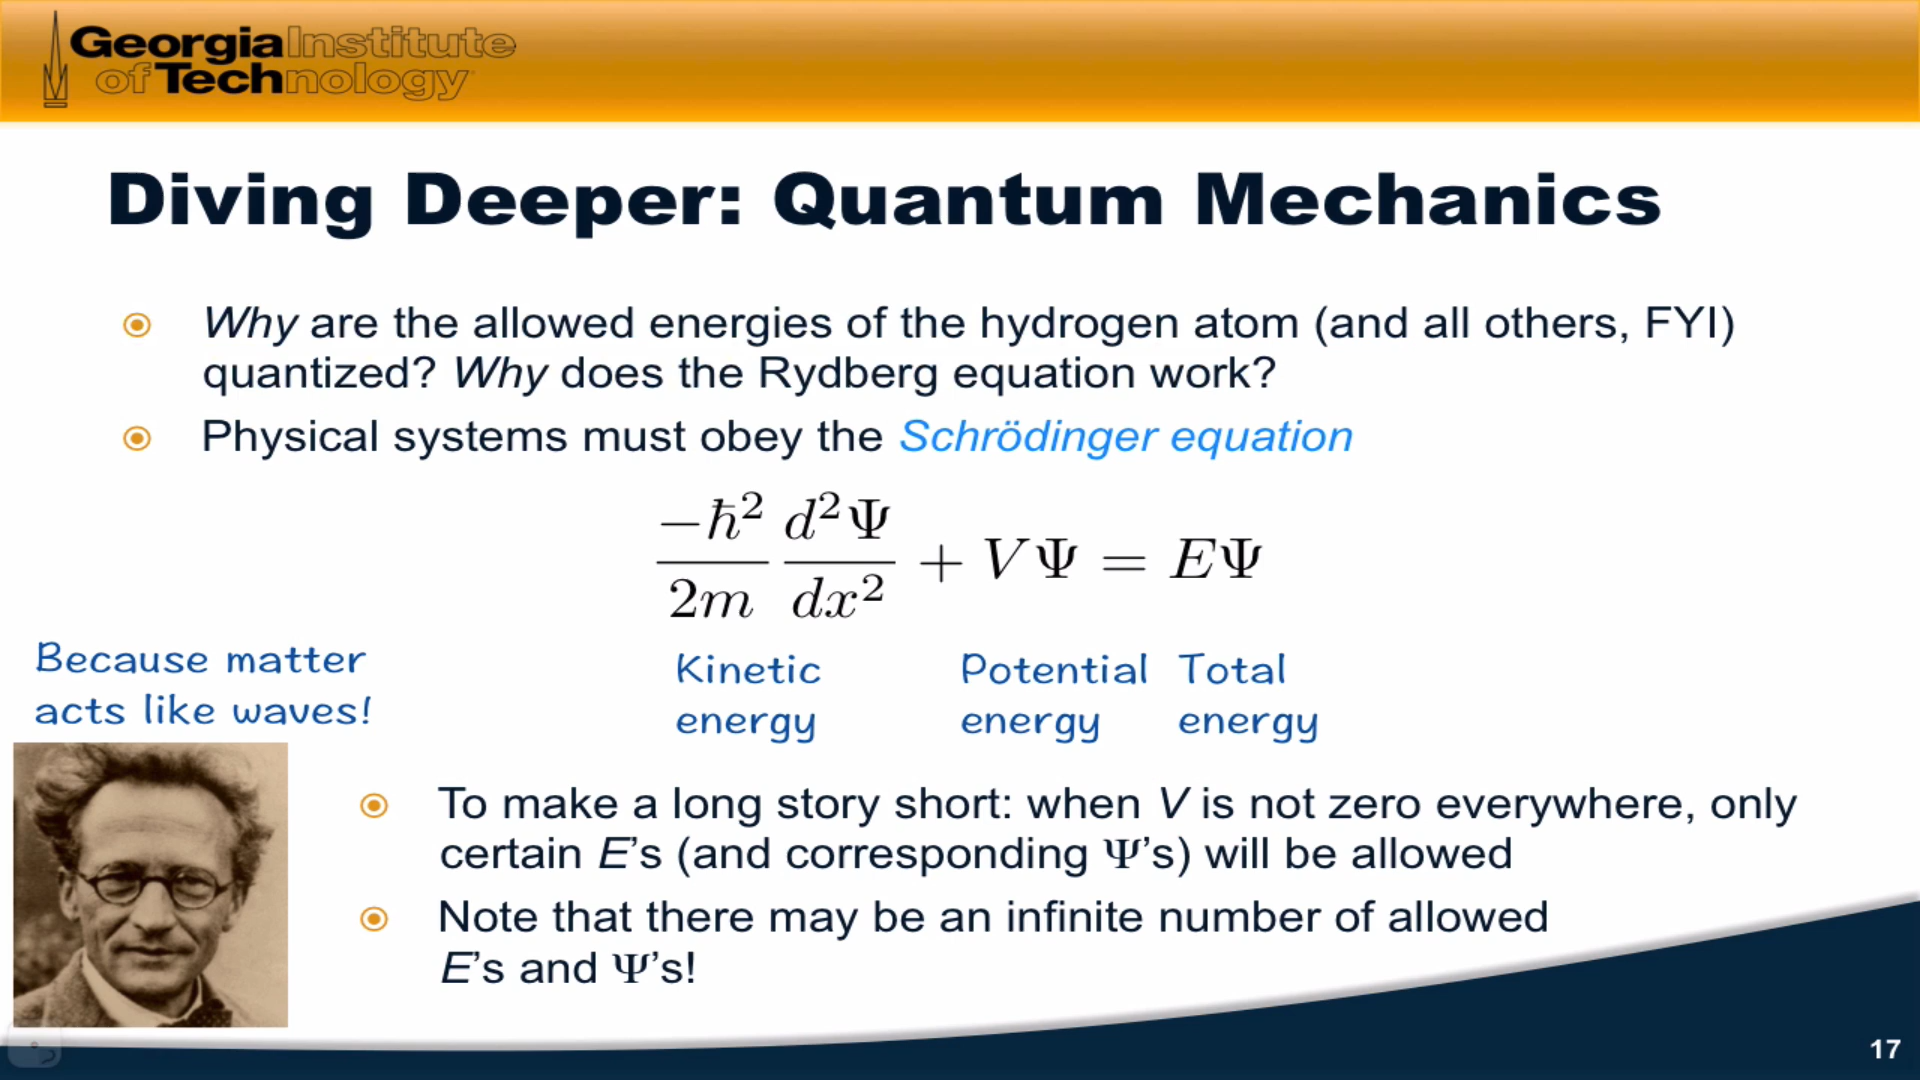 Georgia Institute
of Technology
Diving Deeper: Quantum Mechanics
Why are the allowed energies of the hydrogen atom (and all others, FYI)
quantized? Why does the Rydberg equation work?
Physical systems must obey the Schrödinger equation
−ħ² d²Ψ
2m dx² + VΨ = EΨ
Because matter
acts like waves!
Kinetic
energy
Potential
energy
Total
energy
To make a long story short: when V is not zero everywhere, only
certain E’s (and corresponding Ψ’s) will be allowed
Note that there may be an infinite number of allowed
E’s and Ψ’s!
17